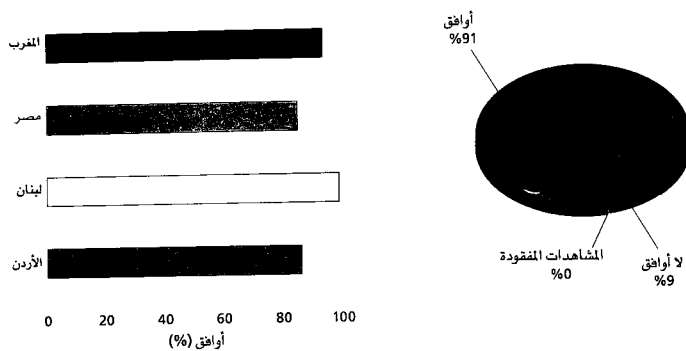 المغرب
مصر
لبنان
الأردن
0 20 40 60 80 100
أوافق (%)
أوافق
%91
المشاهدات المفقودة
%0
لا أوافق
%9